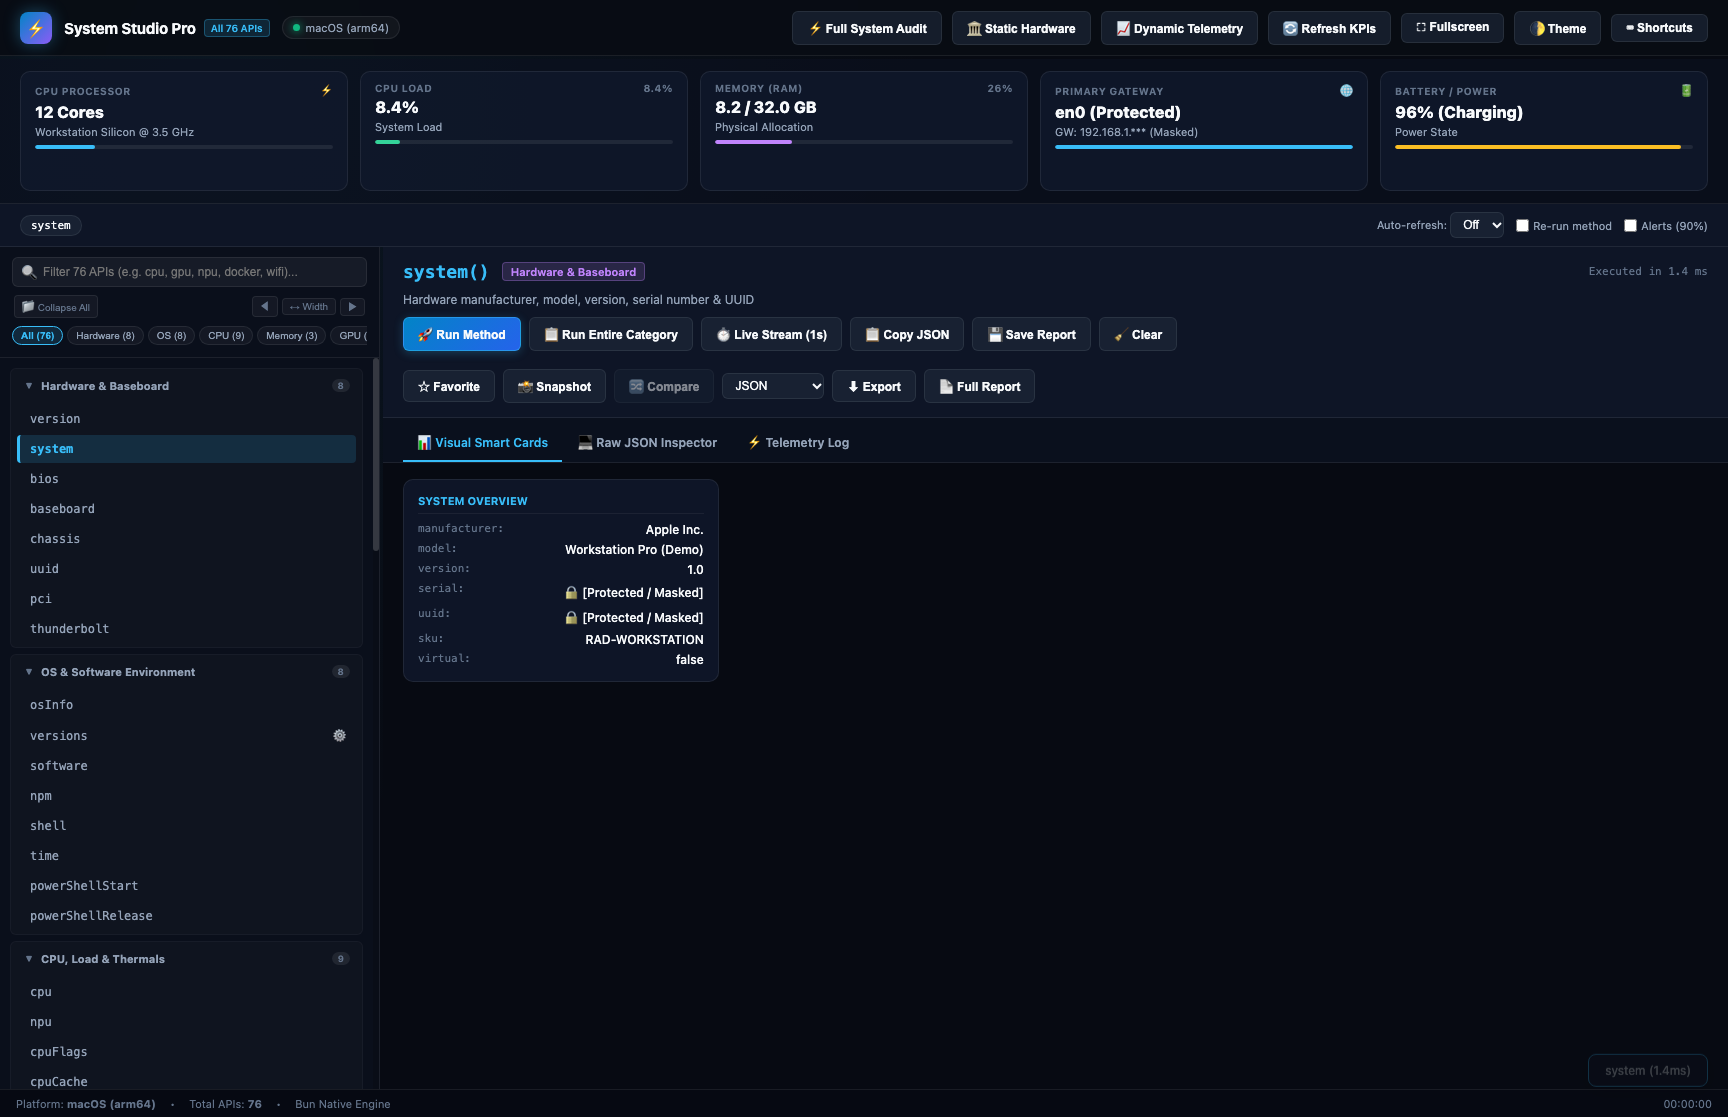 System Studio Pro All 76 APIs macOS (arm64)
Full System Audit Static Hardware Dynamic Telemetry Refresh KPIs Fullscreen Theme Shortcuts
CPU PROCESSOR
12 Cores
Workstation Silicon @ 3.5 GHz
CPU LOAD 8.4%
8.4%
System Load
MEMORY (RAM) 26%
8.2 / 32.0 GB
Physical Allocation
PRIMARY GATEWAY
en0 (Protected)
GW: 192.168.1.*** (Masked)
BATTERY / POWER
96% (Charging)
Power State
system
Auto-refresh: Off Re-run method Alerts (90%)
Filter 76 APIs (e.g. cpu, gpu, npu, docker, wifi)...
Collapse All ◀ ↔ Width ▶
All (76) Hardware (8) OS (8) CPU (9) Memory (3) GPU (
▼ Hardware & Baseboard 8
version
system
bios
baseboard
chassis
uuid
pci
thunderbolt
▼ OS & Software Environment 8
osInfo
versions
software
npm
shell
time
powerShellStart
powerShellRelease
▼ CPU, Load & Thermals 9
cpu
npu
cpuFlags
cpuCache
system() Hardware & Baseboard Executed in 1.4 ms
Hardware manufacturer, model, version, serial number & UUID
Run Method Run Entire Category Live Stream (1s) Copy JSON Save Report Clear
☆ Favorite Snapshot Compare JSON ⬇ Export Full Report
Visual Smart Cards Raw JSON Inspector Telemetry Log
SYSTEM OVERVIEW
manufacturer: Apple Inc.
model: Workstation Pro (Demo)
version: 1.0
serial: [Protected / Masked]
uuid: [Protected / Masked]
sku: RAD-WORKSTATION
virtual: false
system (1.4ms)
Platform: macOS (arm64) • Total APIs: 76 • Bun Native Engine 00:00:00